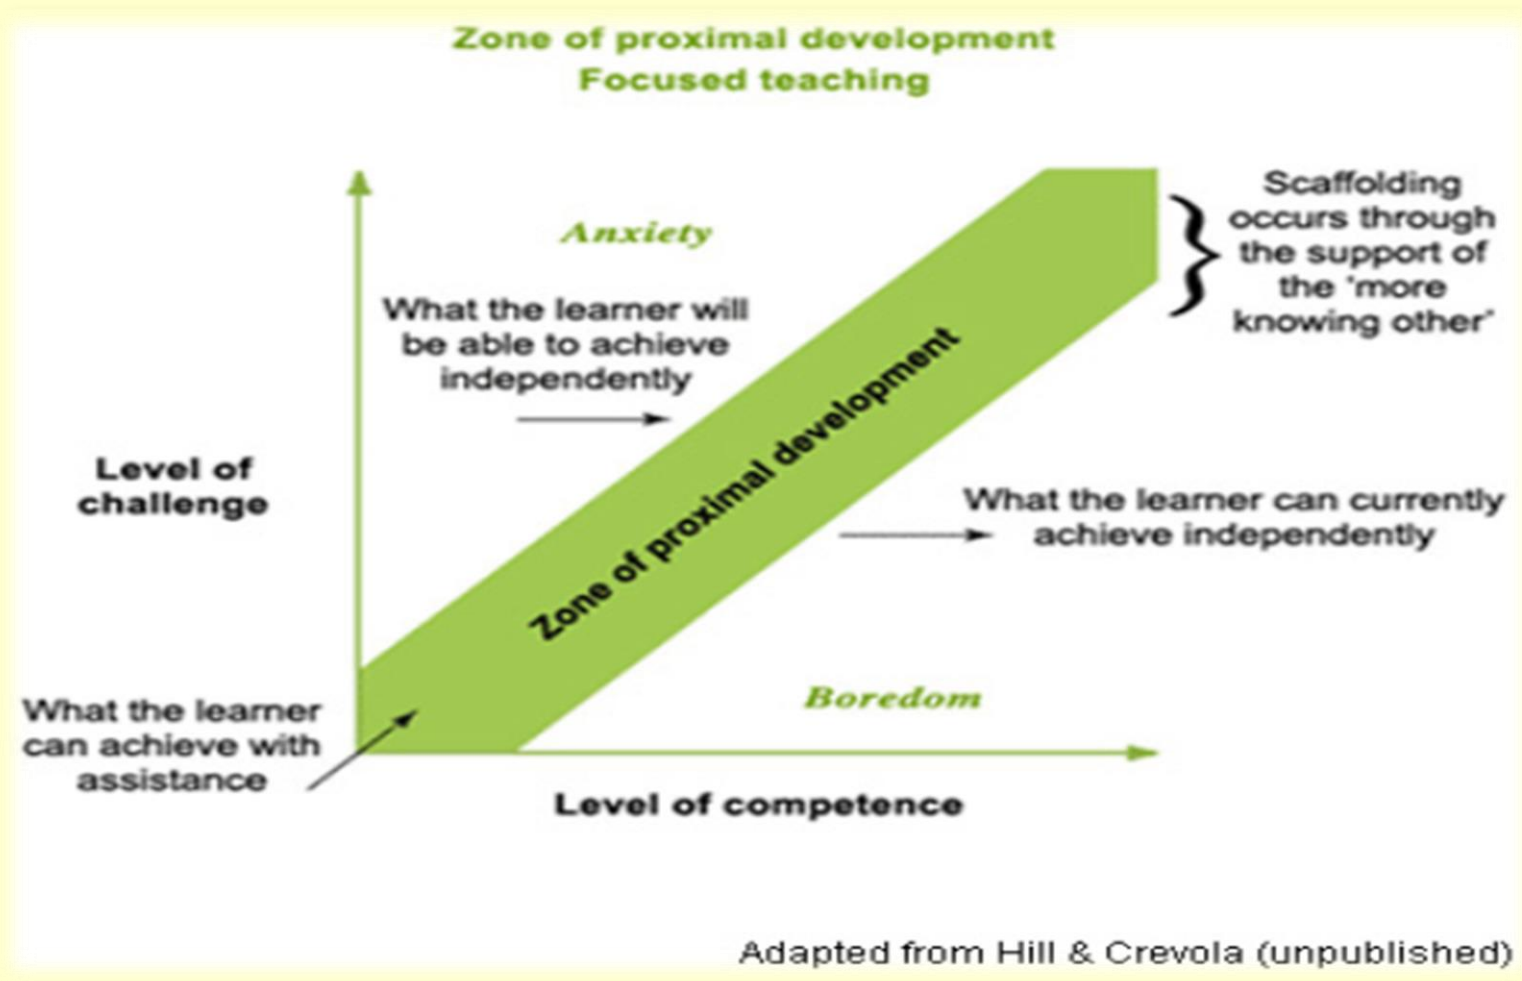 Zone of proximal development
Focused teaching
Anxiety
What the learner will
be able to achieve
independently
Scaffolding
occurs through
the support of
the 'more
knowing other'
Level of
challenge
Zone of proximal development
What the learner can currently
achieve independently
Boredom
What the learner
can achieve with
assistance
Level of competence
Adapted from Hill & Crevola (unpublished)